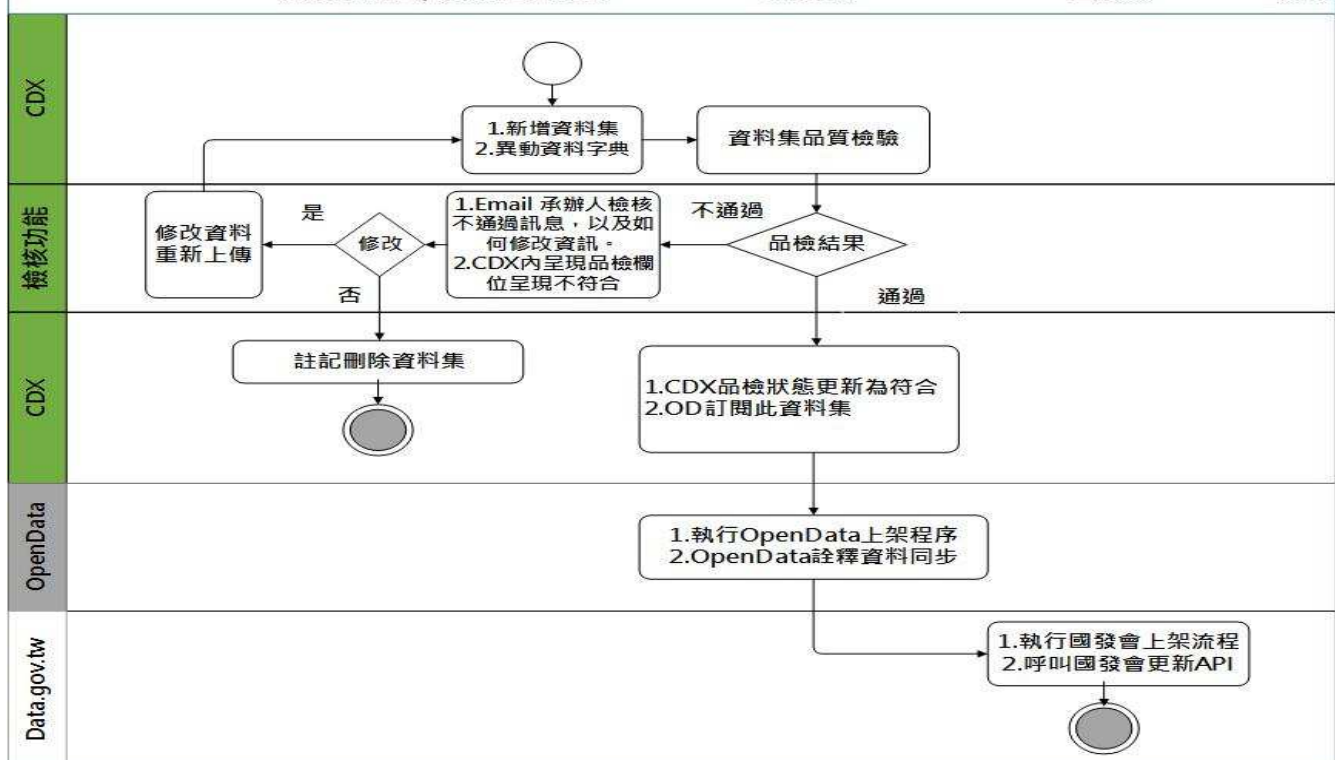 CDX
1.新增資料集
2.異動資料字典
資料集品質檢驗
檢核功能
修改資料
重新上傳
是
修改
否
1.Email 承辦人檢核
不通過訊息，以及如
何修改資訊。
2.CDX內呈現品檢欄
位呈現不符合
不通過
品檢結果
通過
CDX
註記刪除資料集
1.CDX品檢狀態更新為符合
2.OD訂閱此資料集
OpenData
1.執行OpenData上架程序
2.OpenData詮釋資料同步
Data.gov.tw
1.執行國發會上架流程
2.呼叫國發會更新API